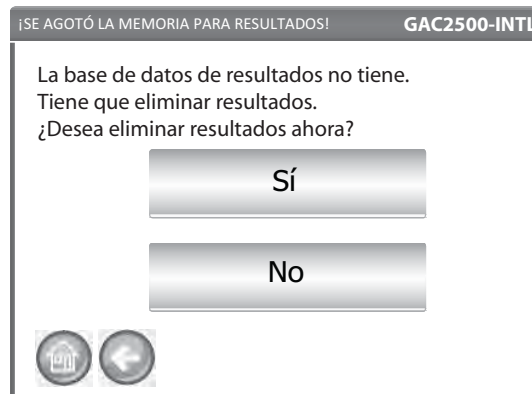 ¡SE AGOTÓ LA MEMORIA PARA RESULTADOS! GAC2500-INTL
La base de datos de resultados no tiene.
Tiene que eliminar resultados.
¿Desea eliminar resultados ahora?
Sí
No